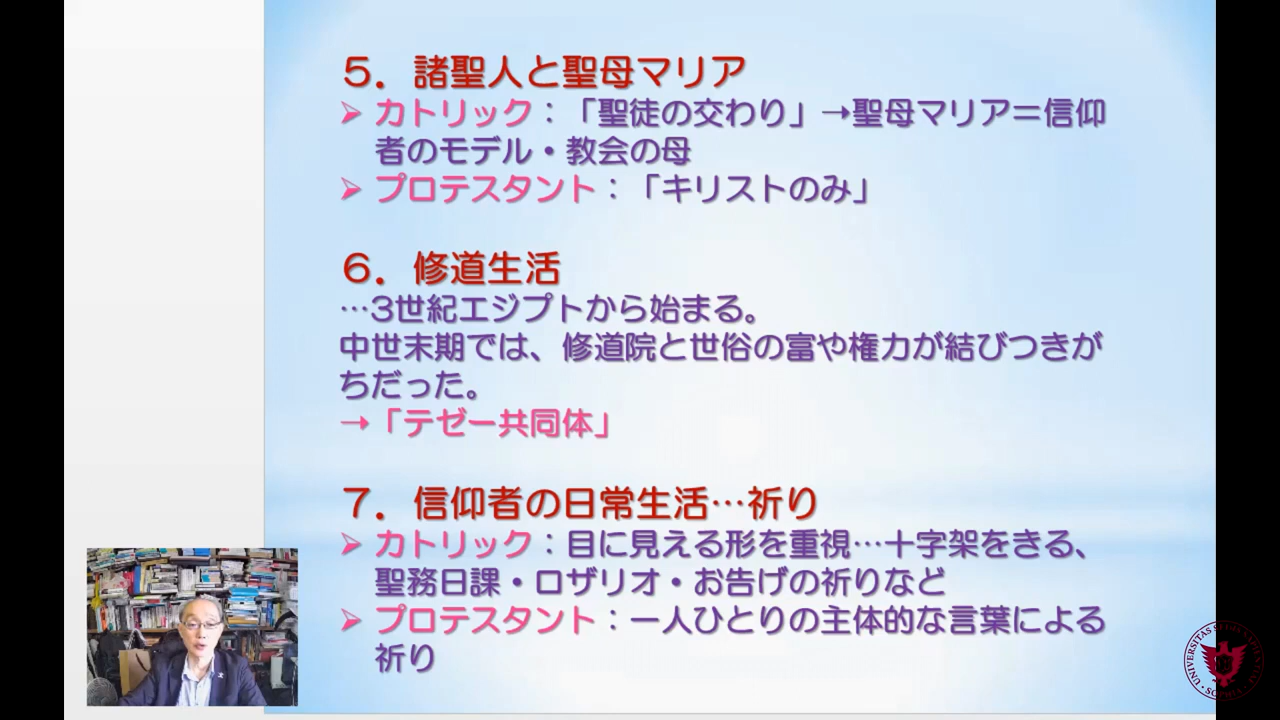 ５．諸聖人と聖母マリア
カトリック：「聖徒の交わり」→聖母マリア＝信仰
者のモデル・教会の母
プロテスタント：「キリストのみ」
６．修道生活
…3世紀エジプトから始まる。
中世末期では、修道院と世俗の富や権力が結びつきが
ちだった。
→「テゼー共同体」
７．信仰者の日常生活…祈り
カトリック：目に見える形を重視…十字架をきる、
聖務日課・ロザリオ・お告げの祈りなど
プロテスタント：一人ひとりの主体的な言葉による
祈り